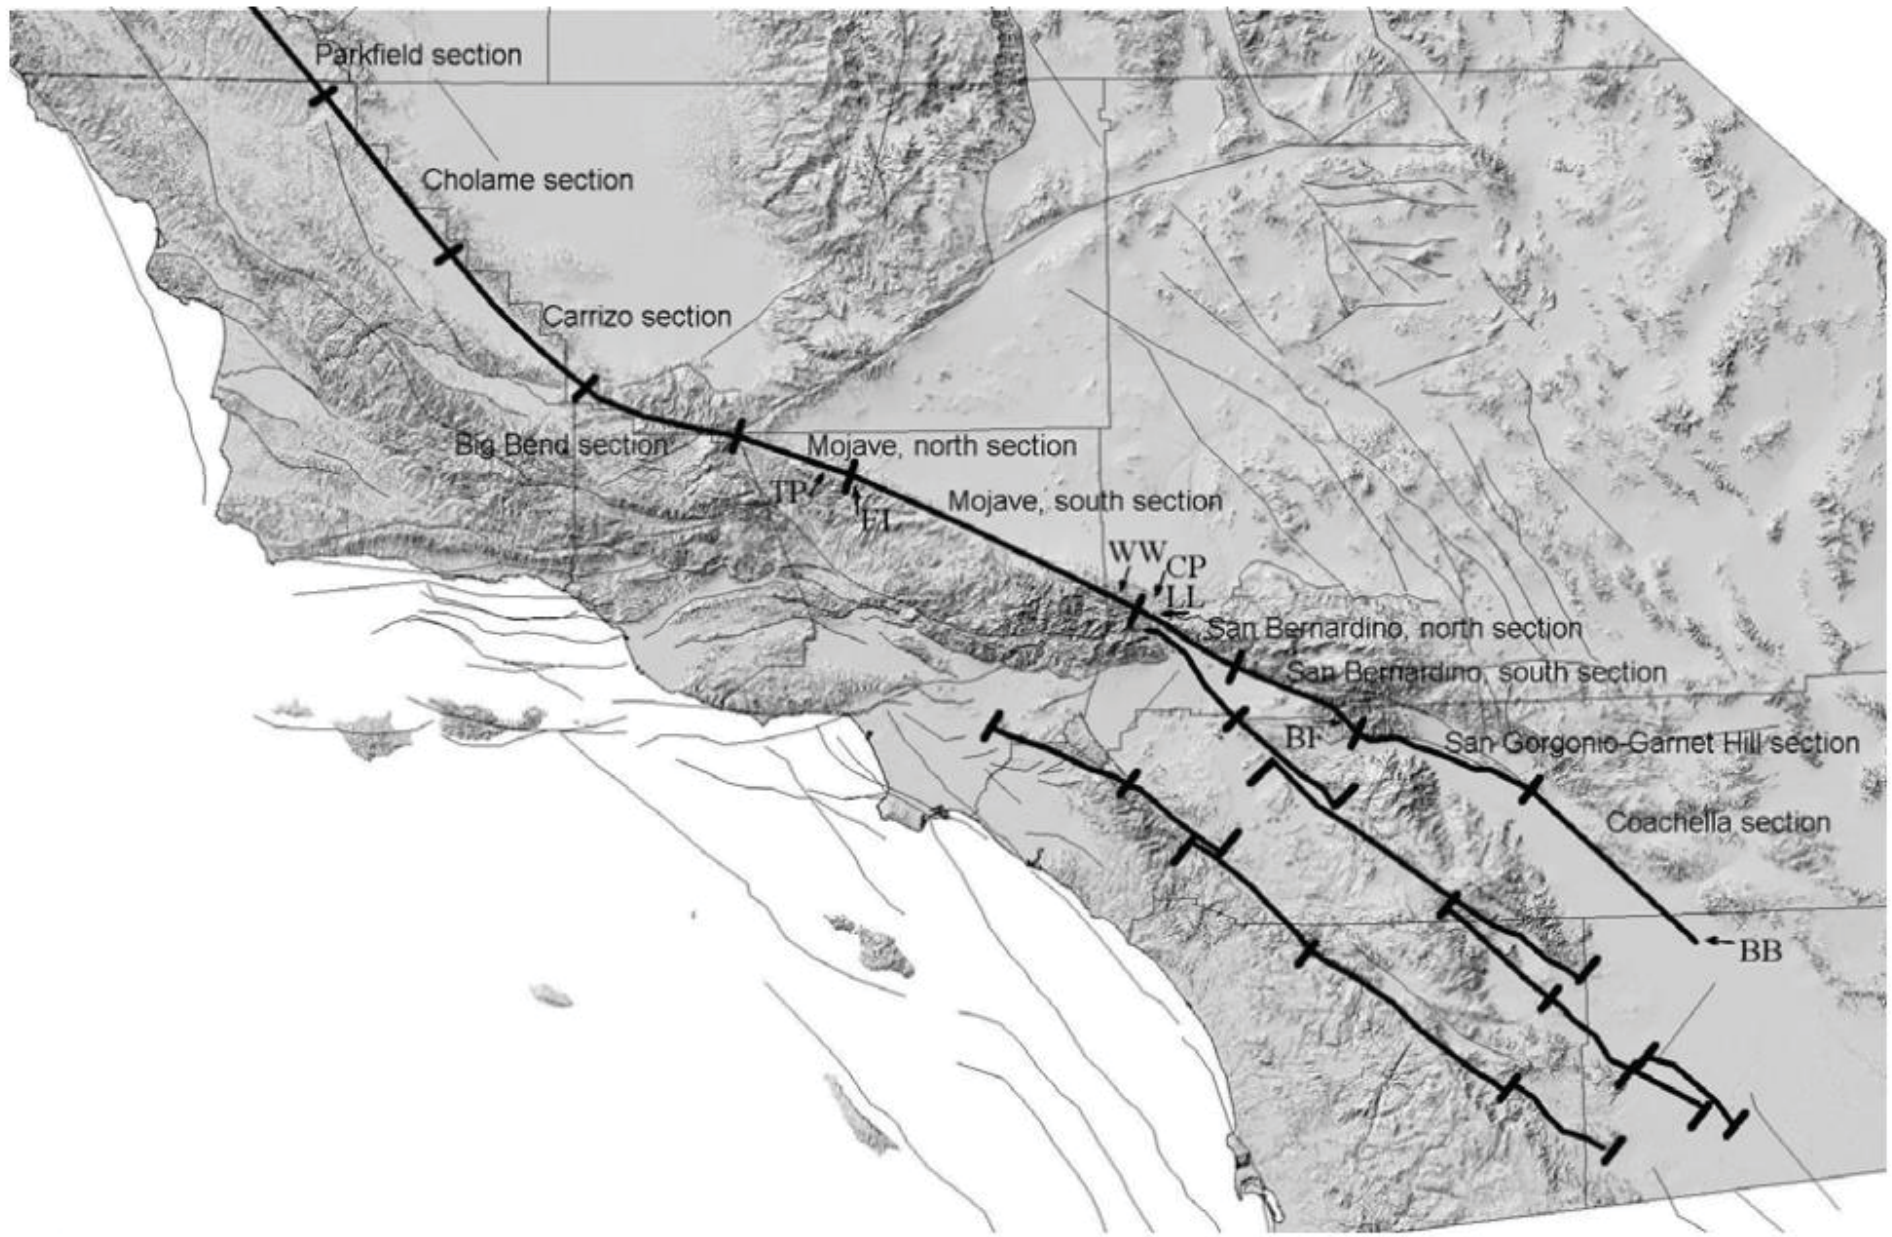 Parkfield section
Cholame section
Carrizo section
Big Bend section
Mojave, north section
TP
EI
Mojave, south section
WW
CP
LL
San Bernardino, north section
San Bernardino, south section
BF
San Gorgonio-Garnet Hill section
Coachella section
BB